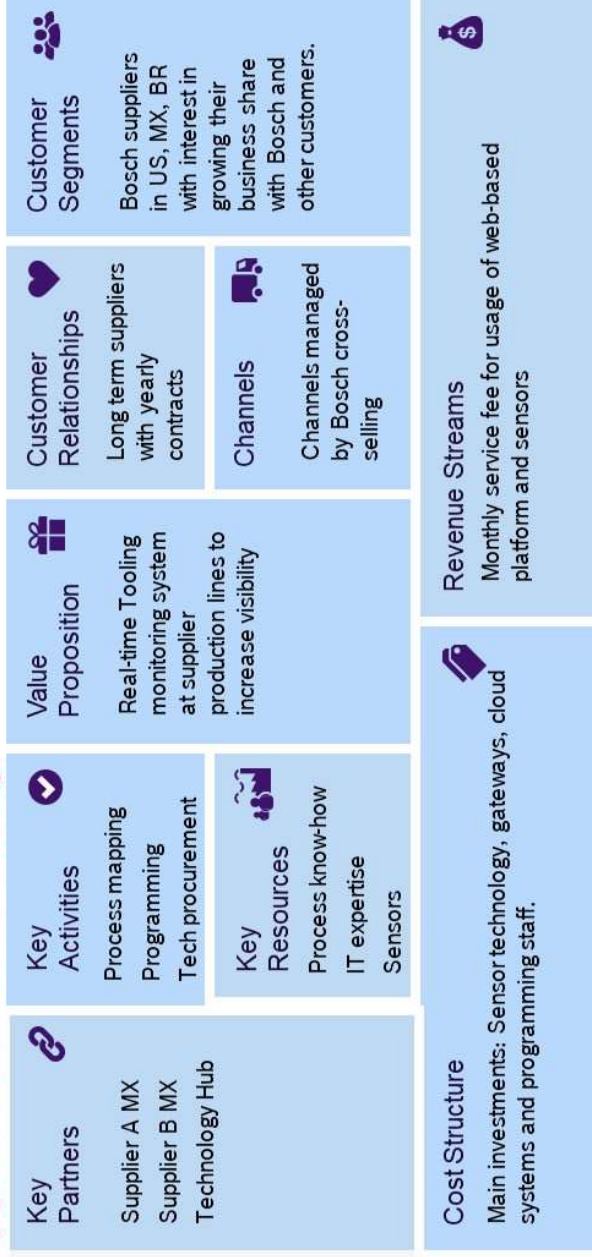 Key
Partners
Supplier A MX
Supplier B MX
Technology Hub
Key
Activities
Process mapping
Programming
Tech procurement
Key
Resources
Process know-how
IT expertise
Sensors
Value
Proposition
Real-time Tooling
monitoring system
at supplier
production lines to
increase visibility
Customer
Relationships
Long term suppliers
with yearly
contracts
Channels
Channels managed
by Bosch cross-
selling
Customer
Segments
Bosch suppliers
in US, MX, BR
with interest in
growing their
business share
with Bosch and
other customers.
Cost Structure
Main investments: Sensor technology, gateways, cloud
systems and programming staff.
Revenue Streams
Monthly service fee for usage of web-based
platform and sensors
$